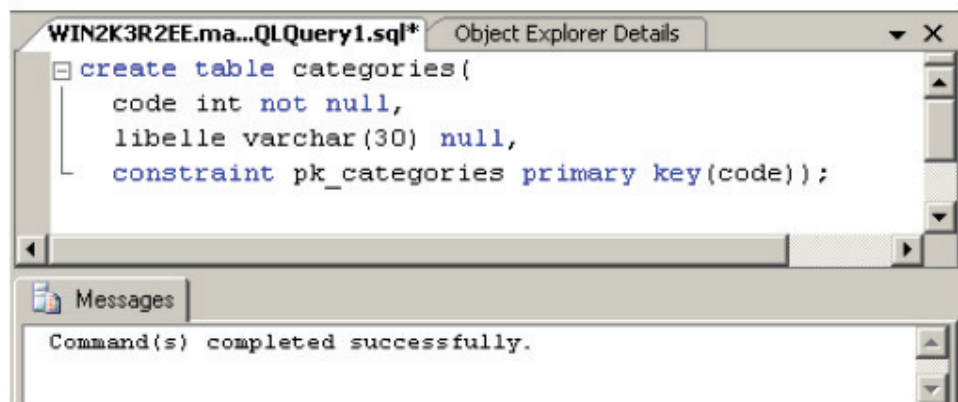 WIN2K3R2EE.ma...QLQuery1.sql* Object Explorer Details
create table categories(
code int not null,
libelle varchar(30) null,
constraint pk_categories primary key(code));
Messages
Command(s) completed successfully.